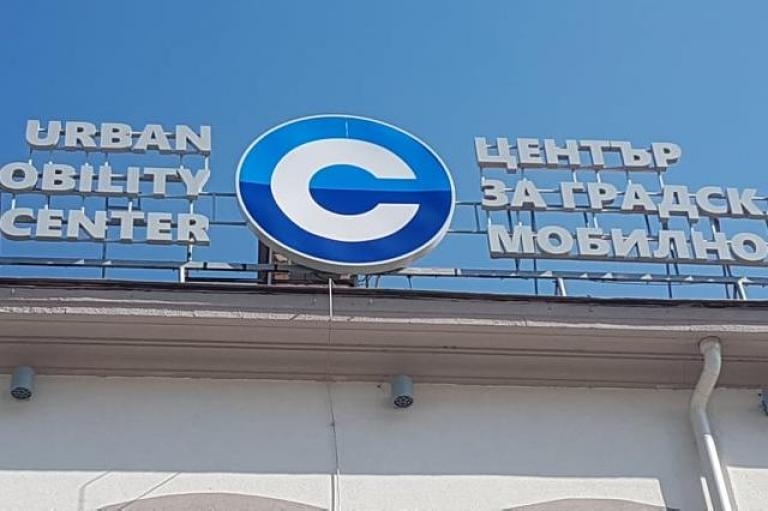 URBAN
OBILITY
CENTER
C
ЦЕНТЪР
ЗА ГРАДСК
МОБИЛНО